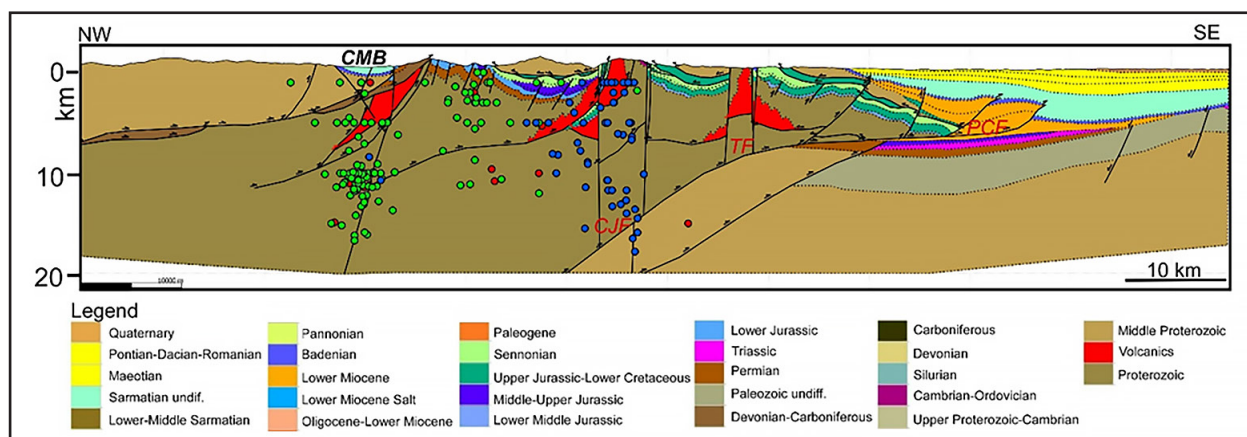 NW
SE
CMB
0
km
10
20
PCF
TF
CJF
10000 m
10 km
Legend
Quaternary
Pontian-Dacian-Romanian
Maeotian
Sarmatian undif.
Lower-Middle Sarmatian
Pannonian
Badenian
Lower Miocene
Lower Miocene Salt
Oligocene-Lower Miocene
Paleogene
Sennonian
Upper Jurassic-Lower Cretaceous
Middle-Upper Jurassic
Lower Middle Jurassic
Lower Jurassic
Triassic
Permian
Paleozoic undiff.
Devonian-Carboniferous
Carboniferous
Devonian
Silurian
Cambrian-Ordovician
Upper Proterozoic-Cambrian
Middle Proterozoic
Volcanics
Proterozoic